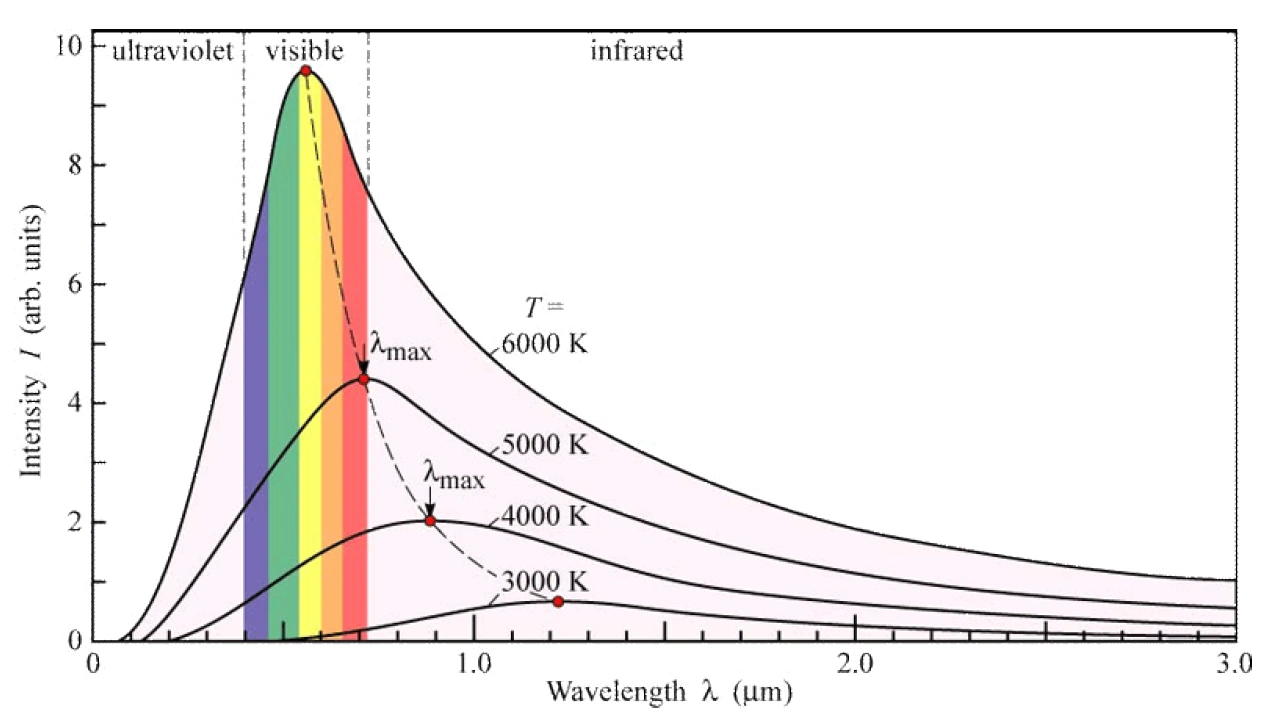 ultraviolet visible infrared
10
8
6
4
2
0
Intensity I (arb. units)
T =
6000 K
λmax
5000 K
λmax
4000 K
3000 K
0 1.0 2.0 3.0
Wavelength λ (μm)